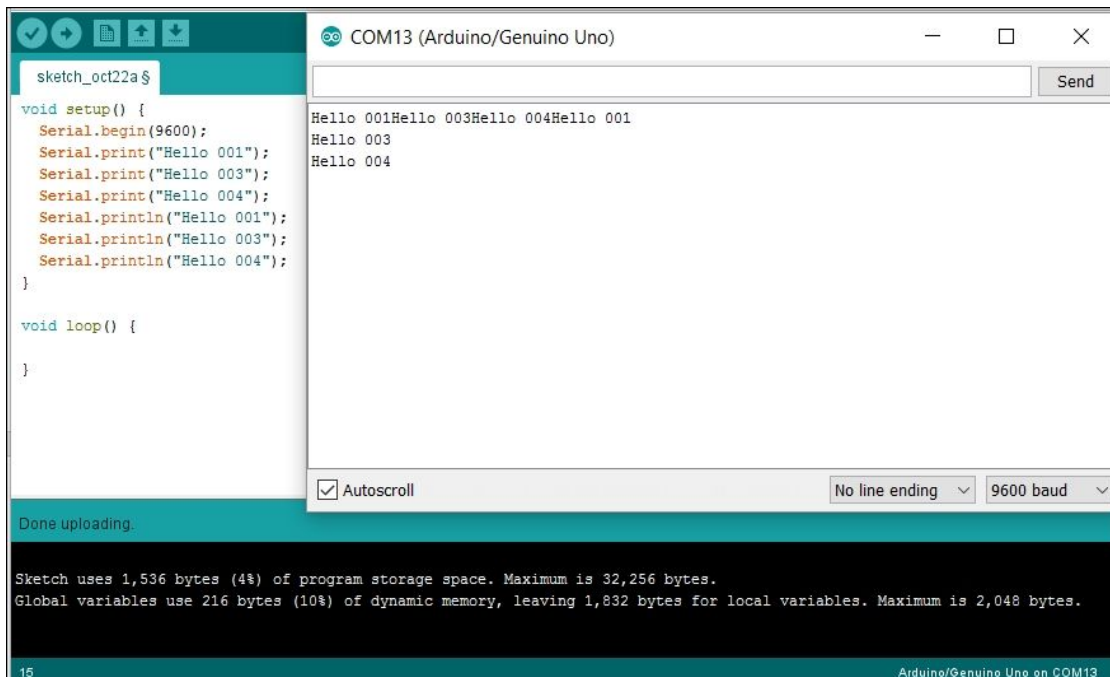 sketch_oct22a §
void setup() {
  Serial.begin(9600);
  Serial.print("Hello 001");
  Serial.print("Hello 003");
  Serial.print("Hello 004");
  Serial.println("Hello 001");
  Serial.println("Hello 003");
  Serial.println("Hello 004");
}
void loop() {
}
COM13 (Arduino/Genuino Uno)
Send
Hello 001Hello 003Hello 004Hello 001
Hello 003
Hello 004
Autoscroll
No line ending
9600 baud
Done uploading.
Sketch uses 1,536 bytes (4%) of program storage space. Maximum is 32,256 bytes.
Global variables use 216 bytes (10%) of dynamic memory, leaving 1,832 bytes for local variables. Maximum is 2,048 bytes.
15
Arduino/Genuino Uno on COM13